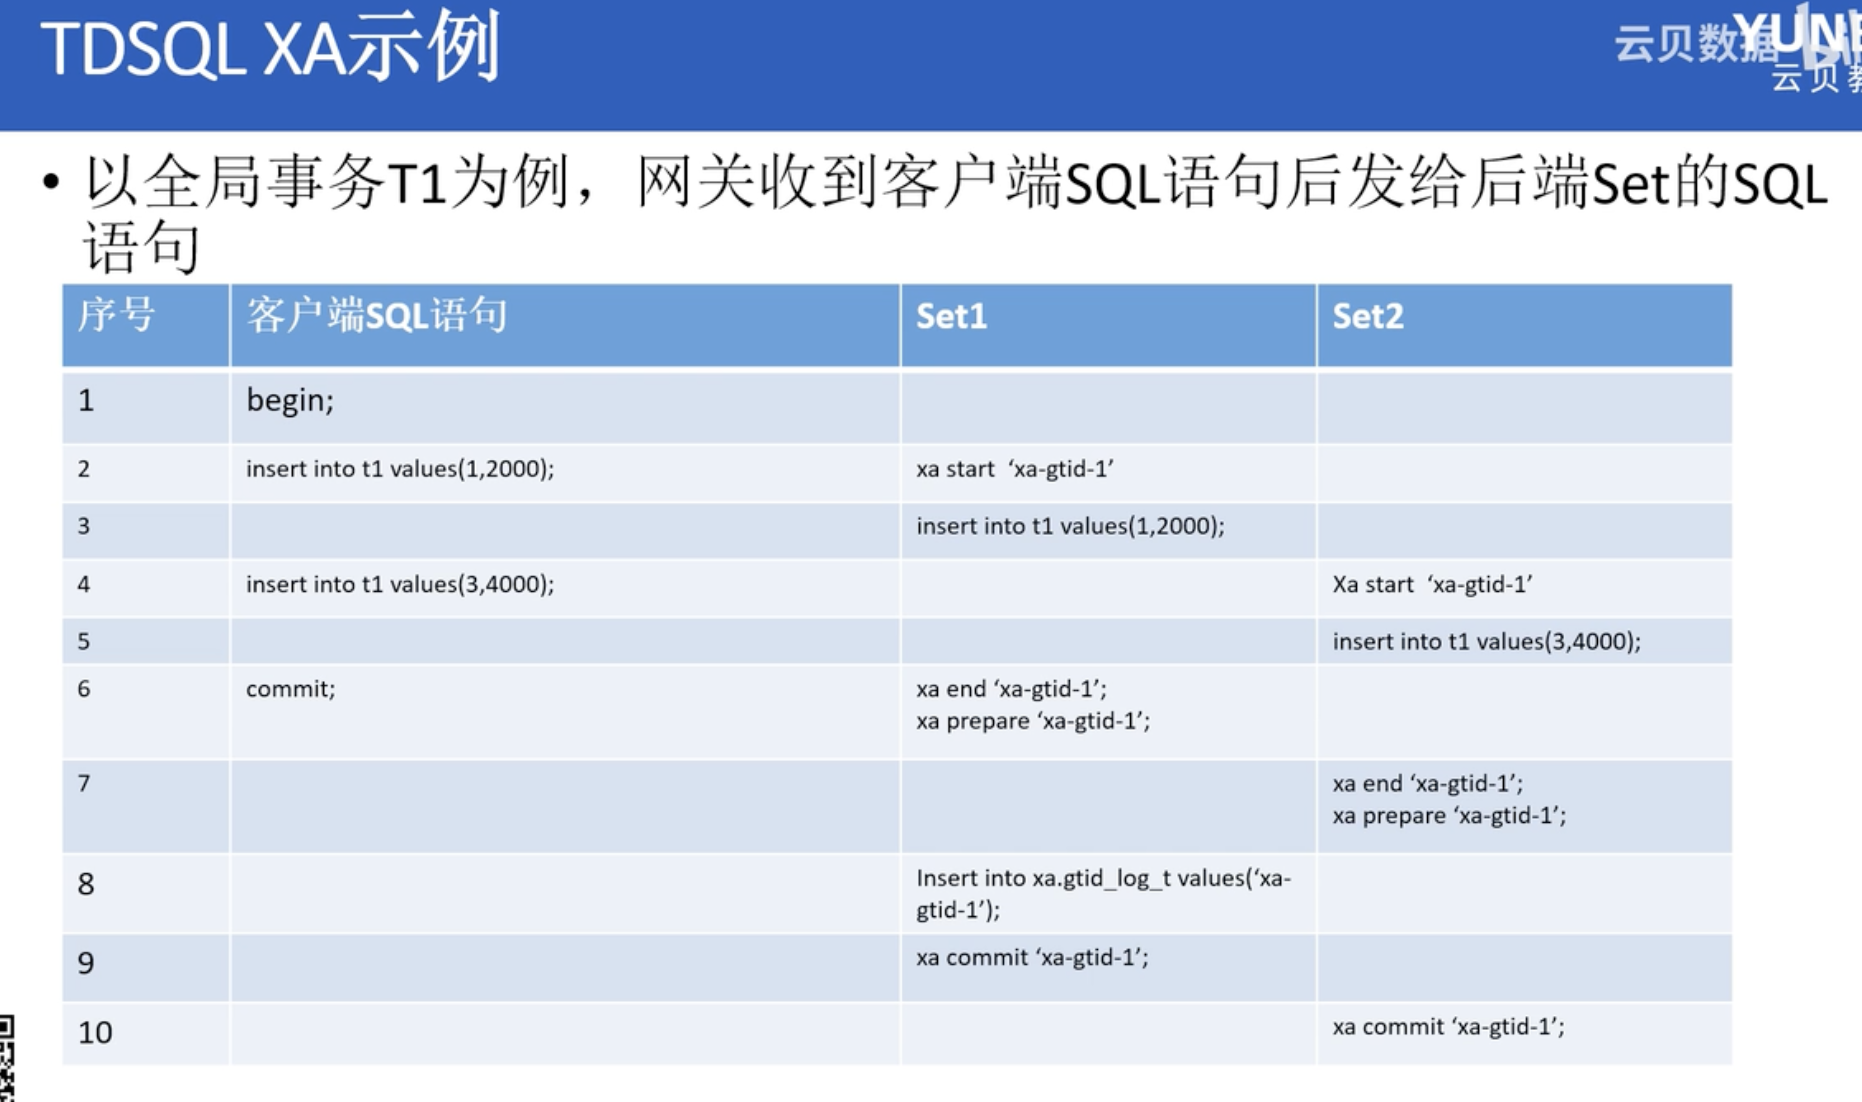 TDSQL XA示例
云贝数据
云贝教
• 以全局事务T1为例，网关收到客户端SQL语句后发给后端Set的SQL
语句
序号 客户端SQL语句 Set1 Set2
1 begin;
2 insert into t1 values(1,2000); xa start ‘xa-gtid-1’
3 insert into t1 values(1,2000);
4 insert into t1 values(3,4000); Xa start ‘xa-gtid-1’
5 insert into t1 values(3,4000);
6 commit; xa end ‘xa-gtid-1’;
xa prepare ‘xa-gtid-1’;
7 xa end ‘xa-gtid-1’;
xa prepare ‘xa-gtid-1’;
8 Insert into xa.gtid_log_t values(‘xa-
gtid-1’);
9 xa commit ‘xa-gtid-1’;
10 xa commit ‘xa-gtid-1’;